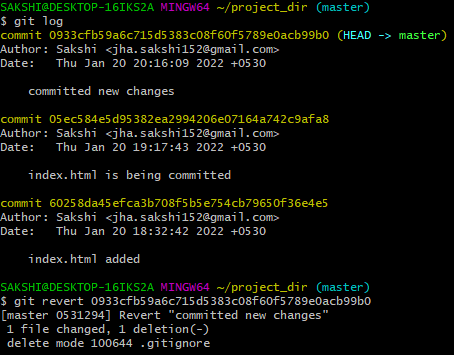 SAKSHI@DESKTOP-16IKS2A MINGW64 ~/project_dir (master)
$ git log
commit 0933cfb59a6c715d5383c08f60f5789e0acb99b0 (HEAD -> master)
Author: Sakshi <jha.sakshi152@gmail.com>
Date:   Thu Jan 20 20:16:09 2022 +0530
    committed new changes
commit 05ec584e5d95382ea2994206e07164a742c9afa8
Author: Sakshi <jha.sakshi152@gmail.com>
Date:   Thu Jan 20 19:17:43 2022 +0530
    index.html is being committed
commit 60258da45efca3b708f5b5e754cb79650f36e4e5
Author: Sakshi <jha.sakshi152@gmail.com>
Date:   Thu Jan 20 18:32:42 2022 +0530
    index.html added
SAKSHI@DESKTOP-16IKS2A MINGW64 ~/project_dir (master)
$ git revert 0933cfb59a6c715d5383c08f60f5789e0acb99b0
[master 0531294] Revert "committed new changes"
 1 file changed, 1 deletion(-)
 delete mode 100644 .gitignore